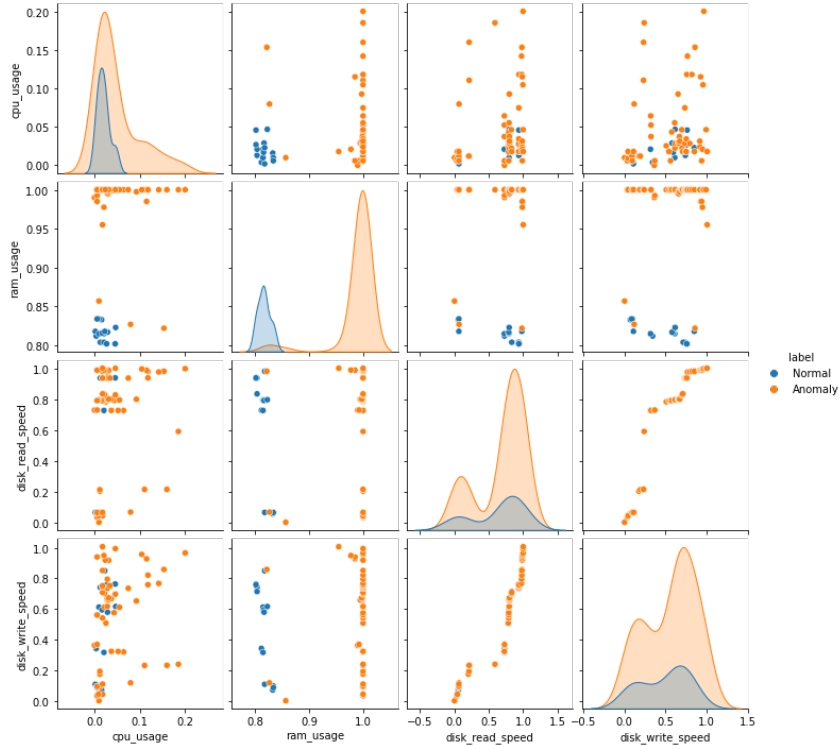 cpu_usage
0.20
0.15
0.10
0.05
0.00
ram_usage
1.00
0.95
0.90
0.85
0.80
label
Normal
Anomaly
disk_read_speed
1.0
0.8
0.6
0.4
0.2
0.0
disk_write_speed
1.0
0.8
0.6
0.4
0.2
0.0
0.0 0.1 0.2 0.8 0.9 1.0 −0.5 0.0 0.5 1.0 1.5 −0.5 0.0 0.5 1.0 1.5
cpu_usage ram_usage disk_read_speed disk_write_speed